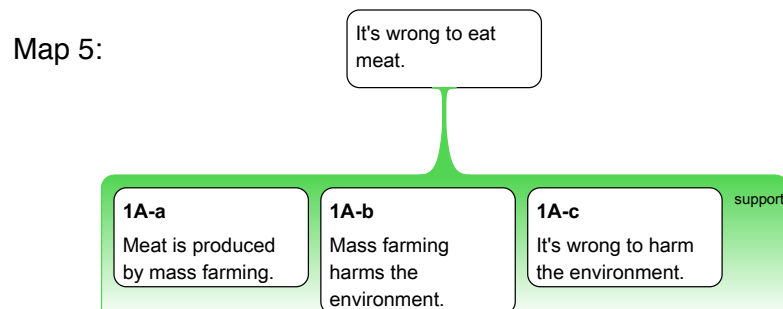 Map 5:
It's wrong to eat
meat.
support
1A-a
Meat is produced
by mass farming.
1A-b
Mass farming
harms the
environment.
1A-c
It's wrong to harm
the environment.